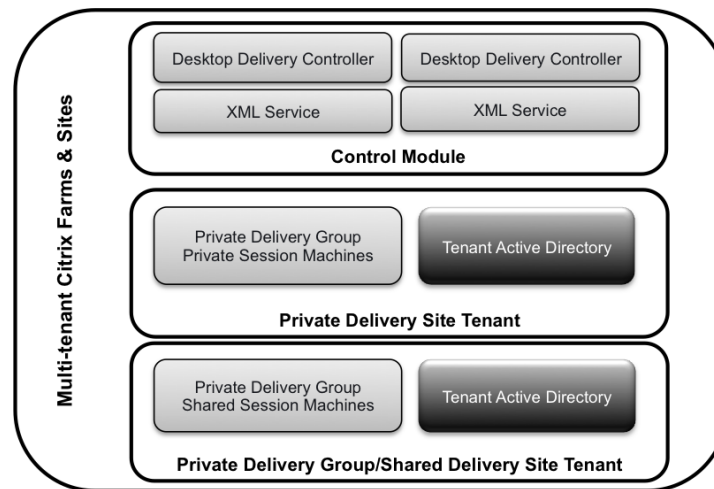 Multi-tenant Citrix Farms & Sites
Desktop Delivery Controller
Desktop Delivery Controller
XML Service
XML Service
Control Module
Private Delivery Group
Private Session Machines
Tenant Active Directory
Private Delivery Site Tenant
Private Delivery Group
Shared Session Machines
Tenant Active Directory
Private Delivery Group/Shared Delivery Site Tenant